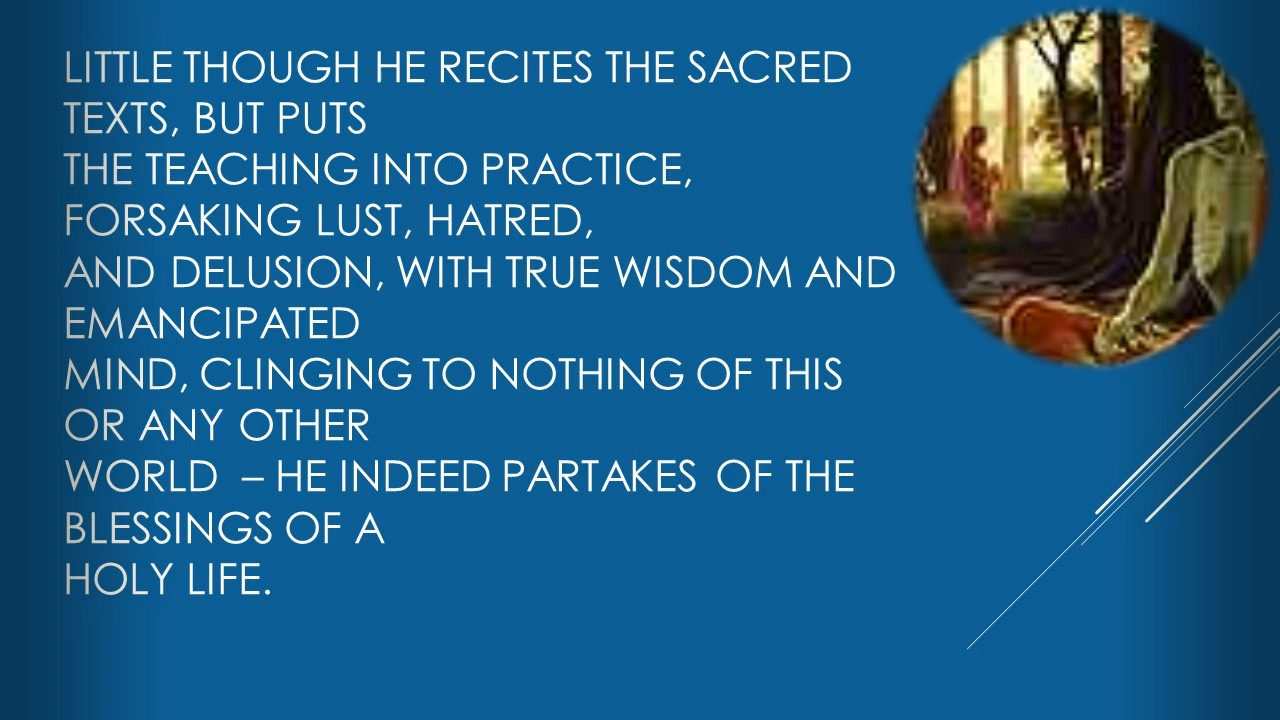 LITTLE THOUGH HE RECITES THE SACRED
TEXTS, BUT PUTS
THE TEACHING INTO PRACTICE,
FORSAKING LUST, HATRED,
AND DELUSION, WITH TRUE WISDOM AND
EMANCIPATED
MIND, CLINGING TO NOTHING OF THIS
OR ANY OTHER
WORLD – HE INDEED PARTAKES OF THE
BLESSINGS OF A
HOLY LIFE.